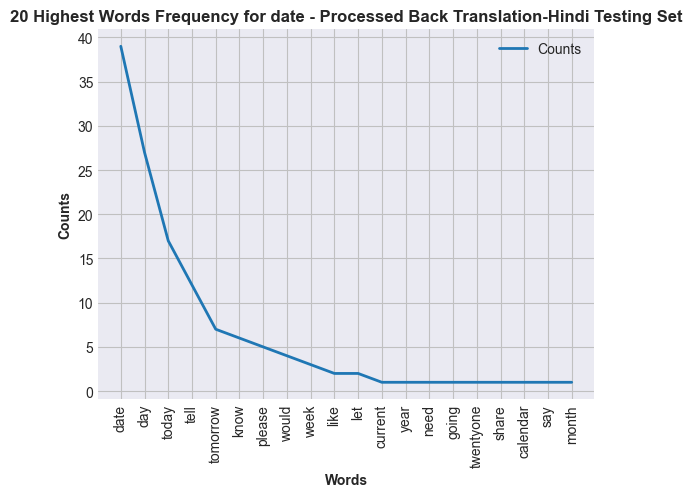 20 Highest Words Frequency for date - Processed Back Translation-Hindi Testing Set
Counts
40
35
30
25
20
15
10
5
0
Counts
date
day
today
tell
tomorrow
know
please
would
week
like
let
current
year
need
going
twentyone
share
calendar
say
month
Words